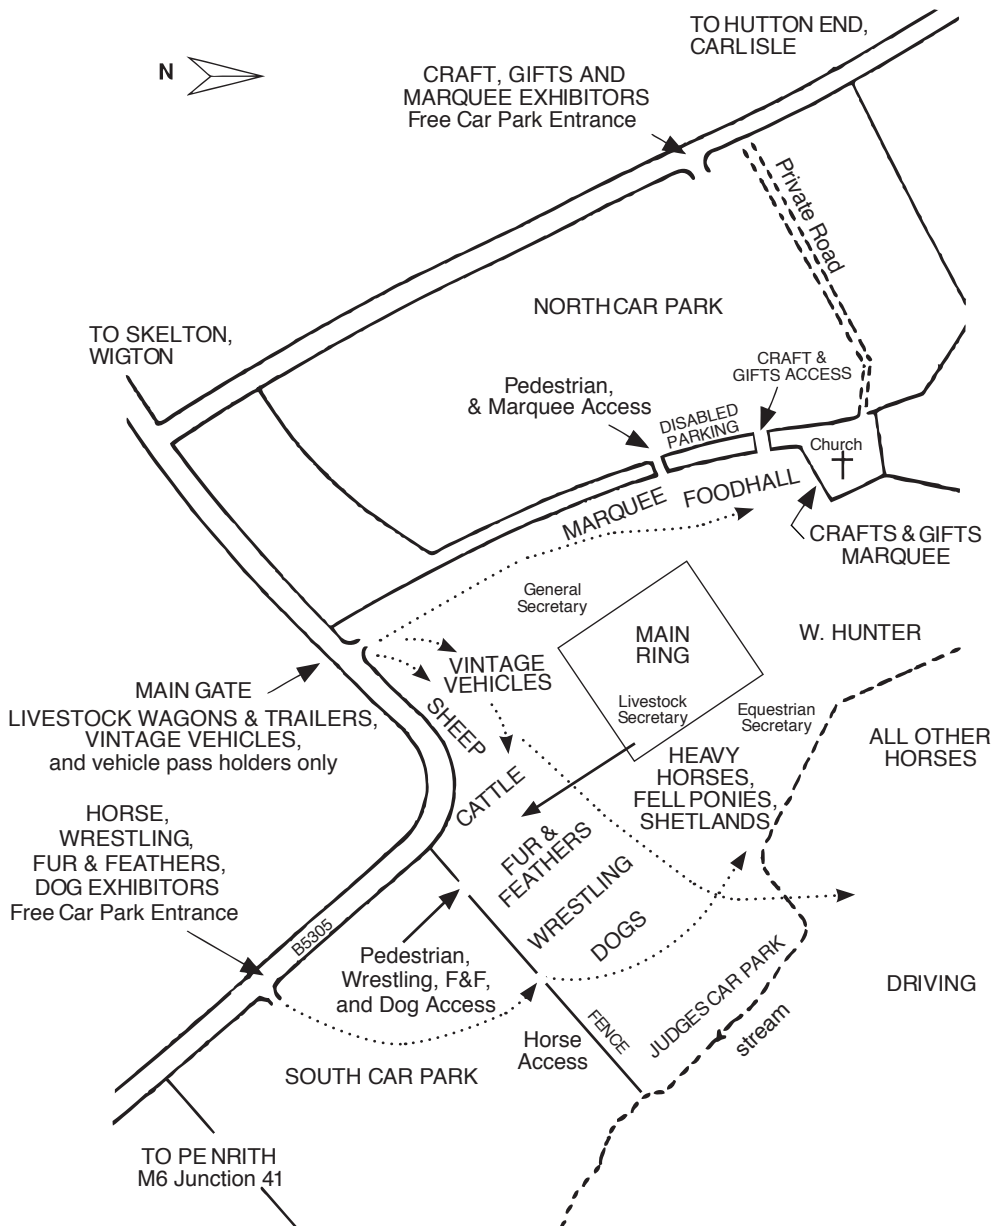 TO HUTTON END,
CARLISLE
N
CRAFT, GIFTS AND
MARQUEE EXHIBITORS
Free Car Park Entrance
Private Road
NORTH CAR PARK
TO SKELTON,
WIGTON
CRAFT &
GIFTS ACCESS
Pedestrian,
& Marquee Access
DISABLED
PARKING
Church
MARQUEE
FOODHALL
CRAFTS & GIFTS
MARQUEE
General
Secretary
MAIN
RING
W. HUNTER
VINTAGE
VEHICLES
MAIN GATE
LIVESTOCK WAGONS & TRAILERS,
VINTAGE VEHICLES,
and vehicle pass holders only
SHEEP
Livestock
Secretary
Equestrian
Secretary
ALL OTHER
HORSES
HEAVY
HORSES,
FELL PONIES,
SHETLANDS
CATTLE
HORSE,
WRESTLING,
FUR & FEATHERS,
DOG EXHIBITORS
Free Car Park Entrance
FUR &
FEATHERS
WRESTLING
DOGS
B5305
Pedestrian,
Wrestling, F&F,
and Dog Access
DRIVING
JUDGES CAR PARK
stream
FENCE
Horse
Access
SOUTH CAR PARK
TO PENRITH
M6 Junction 41